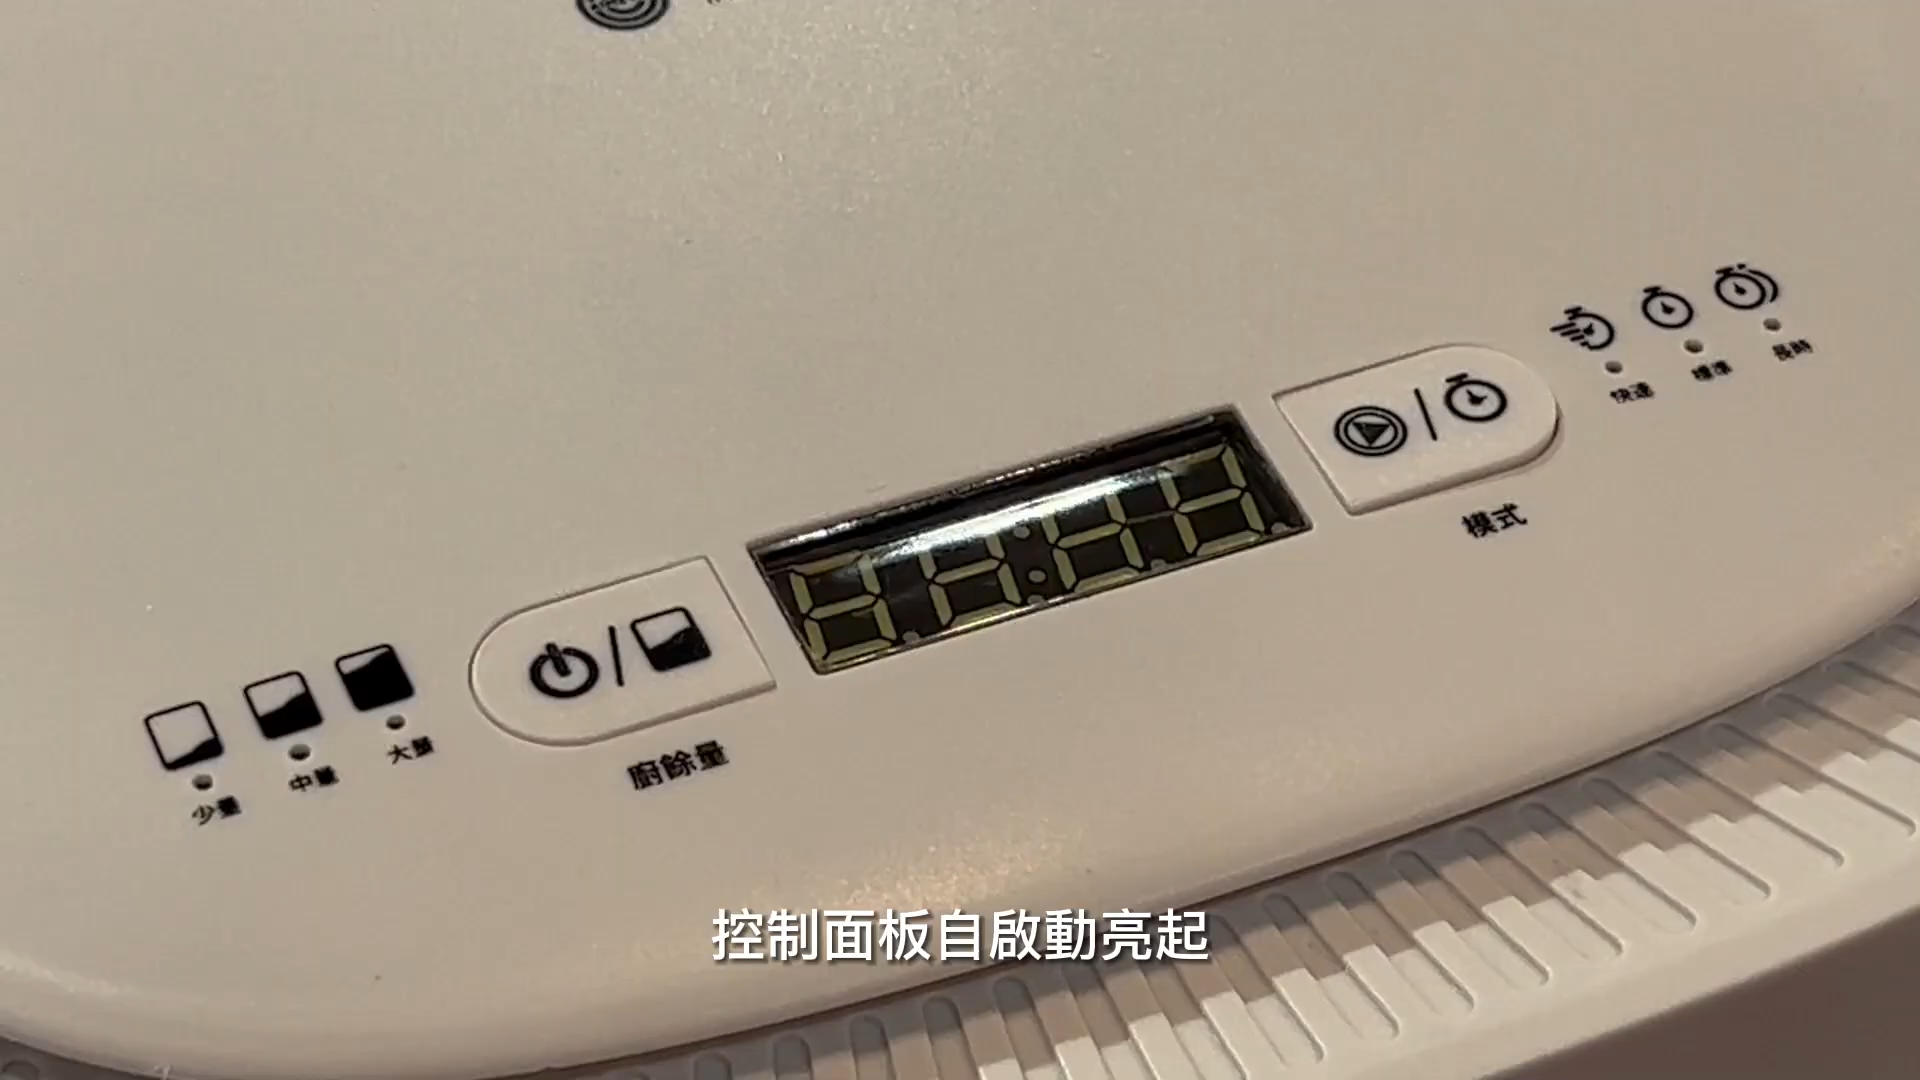 快速
標準
長時
模式
廚餘量
大量
中量
少量
控制面板自啟動亮起